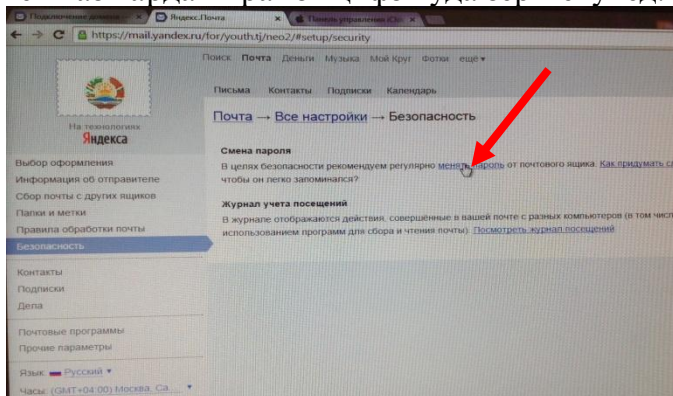 Подключение домена
Яндекс.Почта
Панель управления
https://mail.yandex.ru/for/youth.tj/neo2/#setup/security
Поиск Почта Деньги Музыка Мой Круг Фотки ещё
Письма Контакты Подписки Календарь
На технологиях
Яндекса
Почта → Все настройки → Безопасность
Смена пароля
В целях безопасности рекомендуем регулярно менять пароль от почтового ящика. Как придумать
чтобы он легко запоминался?
Журнал учета посещений
В журнале отображаются действия, совершенные в вашей почте с разных компьютеров (в том числ
использованием программ для сбора и чтения почты). Посмотреть журнал посещений
Выбор оформления
Информация об отправителе
Сбор почты с других ящиков
Папки и метки
Правила обработки почты
Безопасность
Контакты
Подписки
Дела
Почтовые программы
Прочие параметры
Язык: Русский
Часы: (GMT+04:00) Москва, Са...